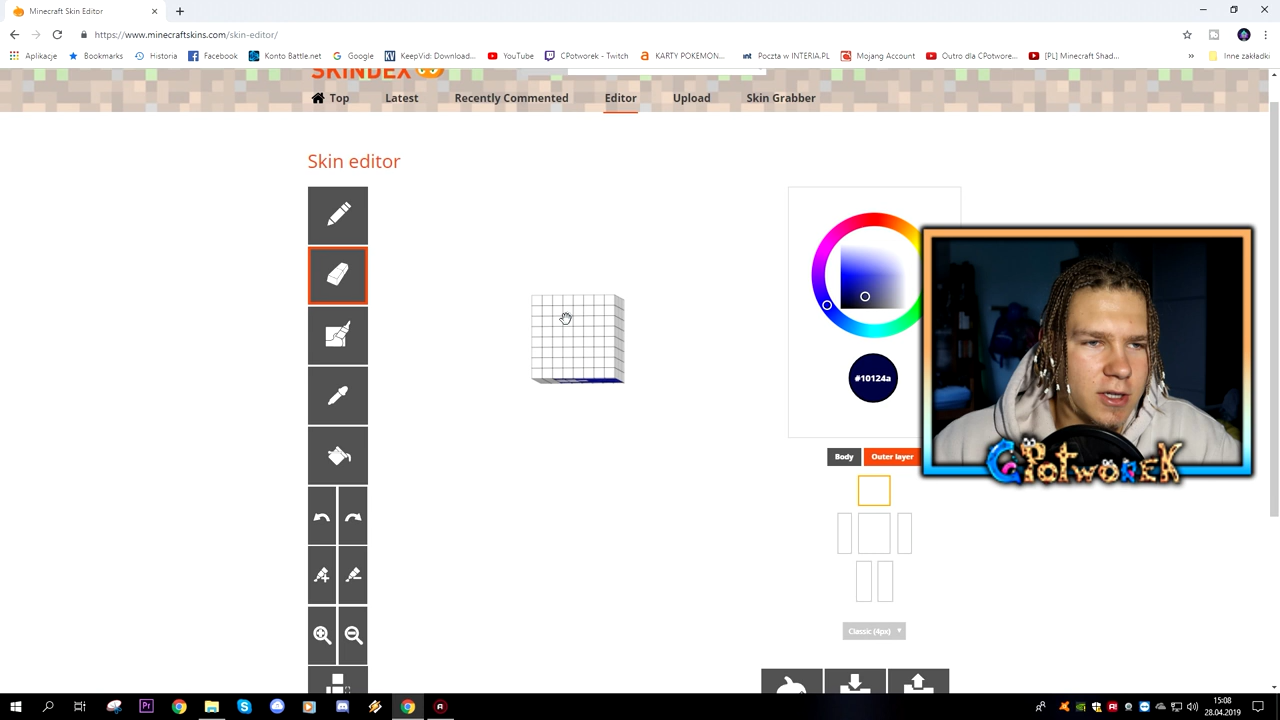 Minecraft Skin Editor
https://www.minecraftskins.com/skin-editor/
Aplikacje Bookmarks Historia Facebook Konto Battle.net Google KeepVid: Download... YouTube CPotworek - Twitch KARTY POKEMON... Poczta w INTERIA.PL Mojang Account Outro dla CPotwore... [PL] Minecraft Shad... » Inne zakładki
SKINDEX
Top Latest Recently Commented Editor Upload Skin Grabber
Skin editor
#10124a
Body Outer layer
CPotworek
Classic (4px)
15:08
28.04.2019